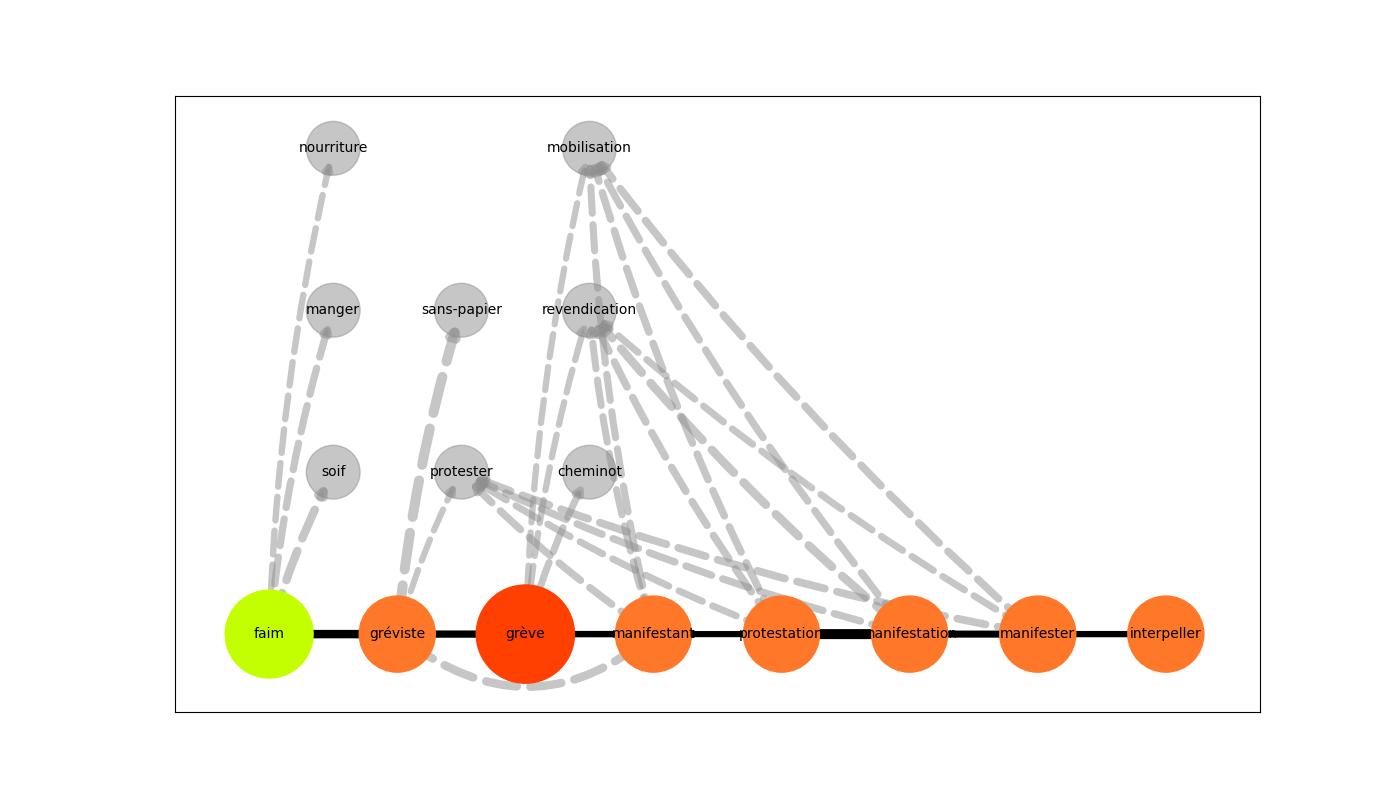 nourriture
mobilisation
manger
sans-papier
revendication
soif
protester
cheminot
faim
gréviste
grève
manifestant
protestation
manifestation
manifester
interpeller